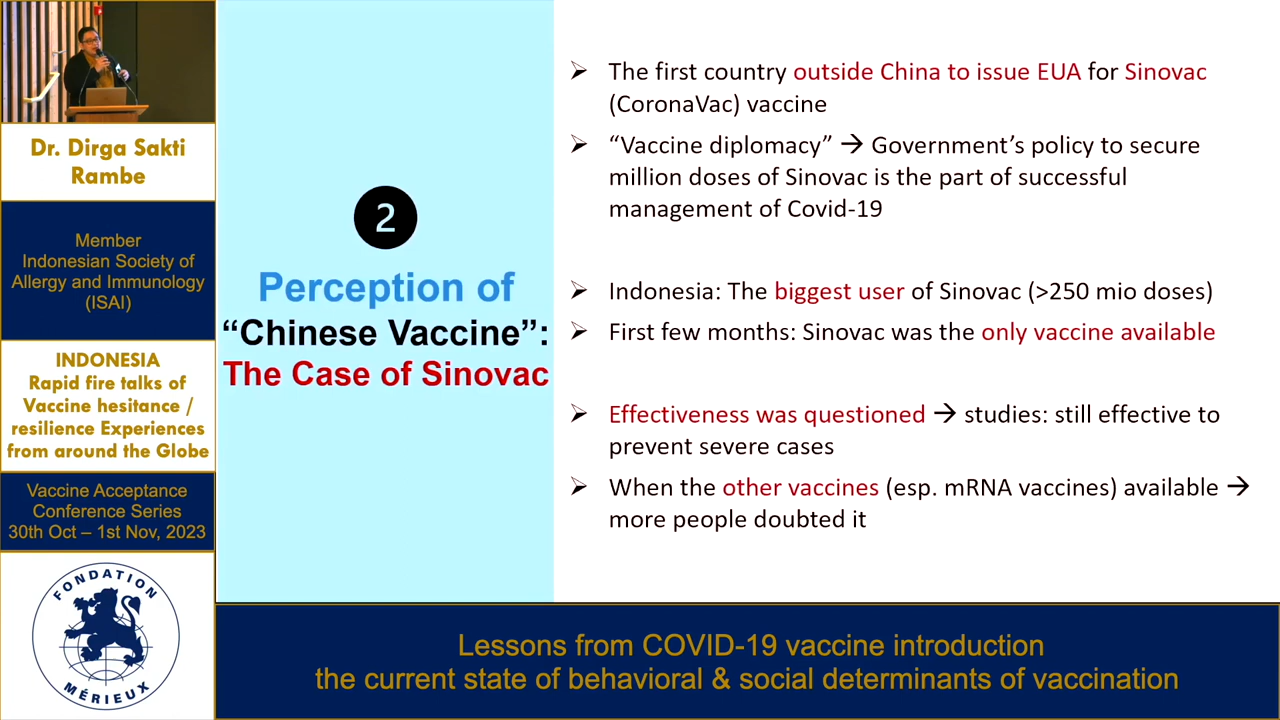 Dr. Dirga Sakti
Rambe
Member
Indonesian Society of
Allergy and Immunology
(ISAI)
INDONESIA
Rapid fire talks of
Vaccine hesitance /
resilience Experiences
from around the Globe
Vaccine Acceptance
Conference Series
30th Oct – 1st Nov, 2023
FONDATION
MÉRIEUX
2
Perception of
“Chinese Vaccine”:
The Case of Sinovac
➢ The first country outside China to issue EUA for Sinovac
(CoronaVac) vaccine
➢ “Vaccine diplomacy” → Government’s policy to secure
million doses of Sinovac is the part of successful
management of Covid-19
➢ Indonesia: The biggest user of Sinovac (>250 mio doses)
➢ First few months: Sinovac was the only vaccine available
➢ Effectiveness was questioned → studies: still effective to
prevent severe cases
➢ When the other vaccines (esp. mRNA vaccines) available →
more people doubted it
Lessons from COVID-19 vaccine introduction
the current state of behavioral & social determinants of vaccination